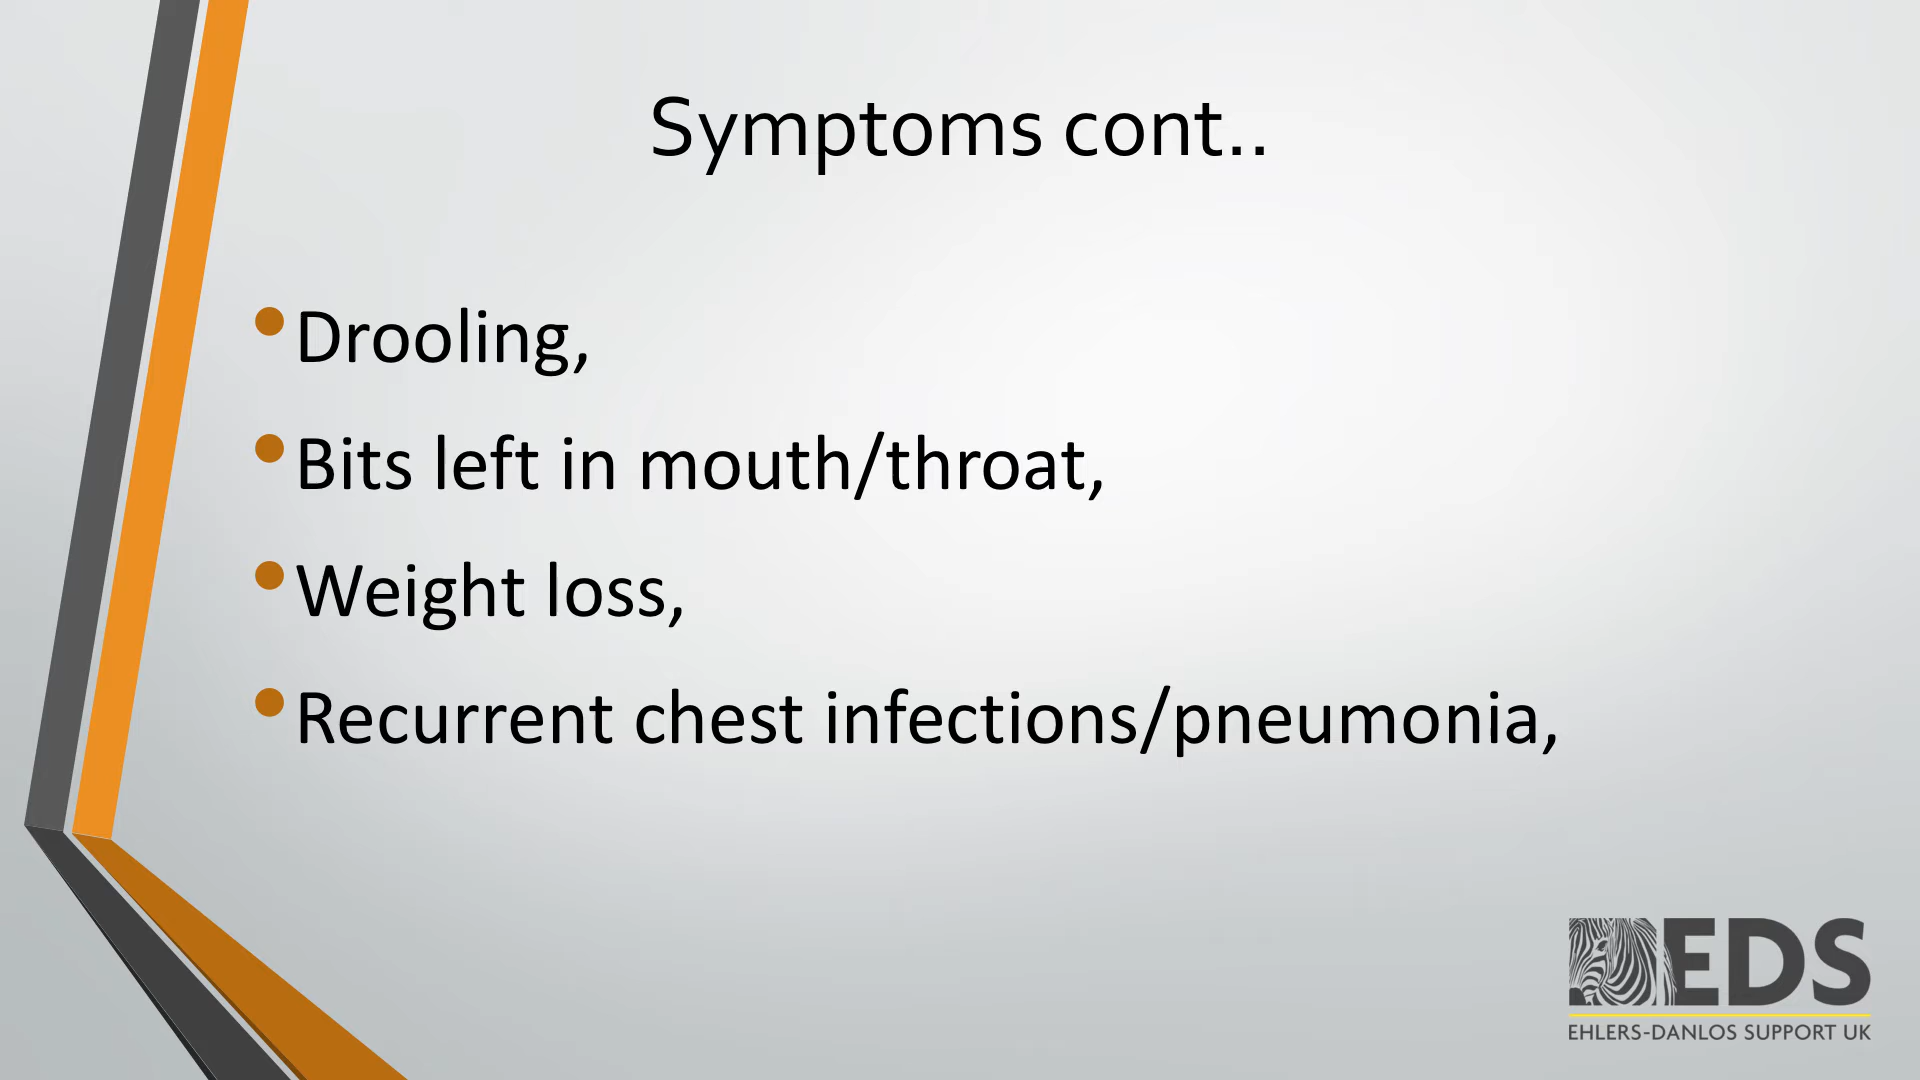 Symptoms cont..
Drooling,
Bits left in mouth/throat,
Weight loss,
Recurrent chest infections/pneumonia,
EDS
EHLERS-DANLOS SUPPORT UK